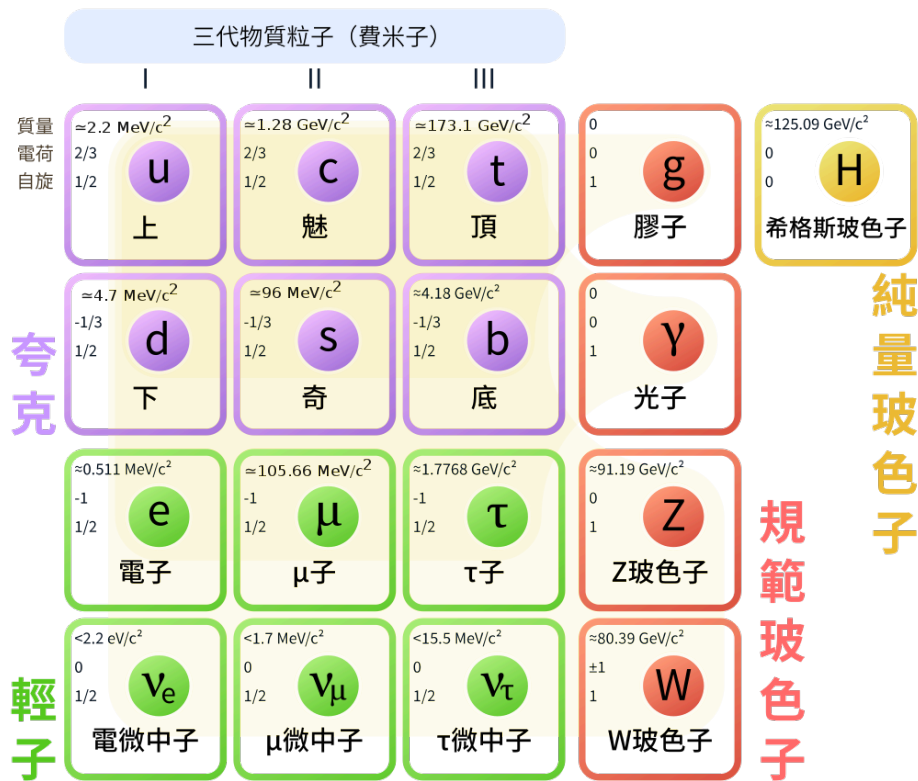 三代物質粒子（費米子）
I II III
質量
電荷
自旋
≃2.2 MeV/c²
2/3
1/2
u
上
≃1.28 GeV/c²
2/3
1/2
c
魅
≃173.1 GeV/c²
2/3
1/2
t
頂
0
0
1
g
膠子
≈125.09 GeV/c²
0
0
H
希格斯玻色子
≃4.7 MeV/c²
-1/3
1/2
d
下
≃96 MeV/c²
-1/3
1/2
s
奇
≈4.18 GeV/c²
-1/3
1/2
b
底
0
0
1
γ
光子
夸克
純量玻色子
≈0.511 MeV/c²
-1
1/2
e
電子
≃105.66 MeV/c²
-1
1/2
μ
μ子
≈1.7768 GeV/c²
-1
1/2
τ
τ子
≈91.19 GeV/c²
0
1
Z
Z玻色子
規範玻色子
<2.2 eV/c²
0
1/2
νe
電微中子
<1.7 MeV/c²
0
1/2
νμ
μ微中子
<15.5 MeV/c²
0
1/2
ντ
τ微中子
≈80.39 GeV/c²
±1
1
W
W玻色子
輕子